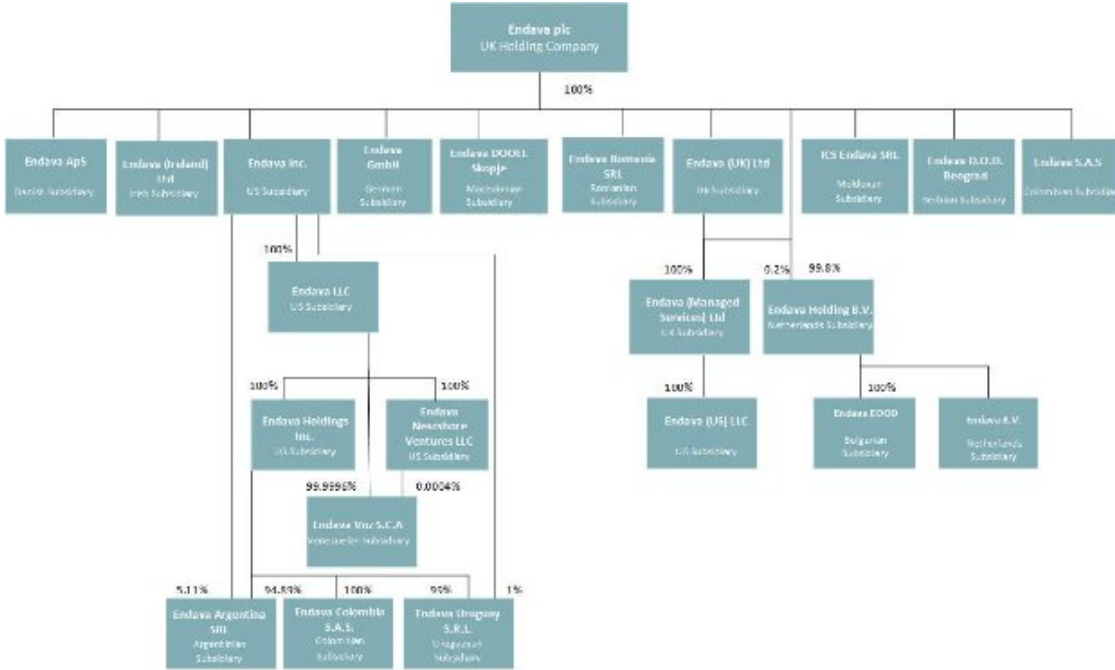 Endava plc
UK Holding Company
100%
Endava ApS
Danish Subsidiary
Endava (Ireland) Ltd
Irish Subsidiary
Endava Inc.
US Subsidiary
Endava GmbH
German Subsidiary
Endava DOOEL Skopje
Macedonian Subsidiary
Endava Romania SRL
Romanian Subsidiary
Endava (UK) Ltd
UK Subsidiary
ICS Endava SRL
Moldovan Subsidiary
Endava D.O.O. Beograd
Serbian Subsidiary
Endava S.A.S
Colombian Subsidiary
100%
Endava LLC
US Subsidiary
100%
0.2%
99.8%
Endava (Managed Services) Ltd
UK Subsidiary
Endava Holding B.V.
Netherlands Subsidiary
100%
100%
Endava Holdings Inc.
US Subsidiary
Endava Nearshore Ventures LLC
US Subsidiary
100%
100%
Endava (US) LLC
US Subsidiary
Endava EOOD
Bulgarian Subsidiary
Endava B.V.
Netherlands Subsidiary
99.9996%
0.0004%
Endava Vnz S.C.A
Venezuelan Subsidiary
5.11%
94.89%
100%
99%
1%
Endava Argentina SRL
Argentinian Subsidiary
Endava Colombia S.A.S.
Colombian Subsidiary
Endava Uruguay S.R.L.
Uruguayan Subsidiary